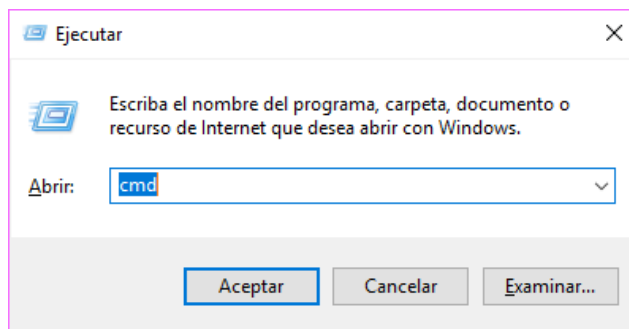 Ejecutar
Escriba el nombre del programa, carpeta, documento o
recurso de Internet que desea abrir con Windows.
Abrir: cmd
Aceptar Cancelar Examinar...